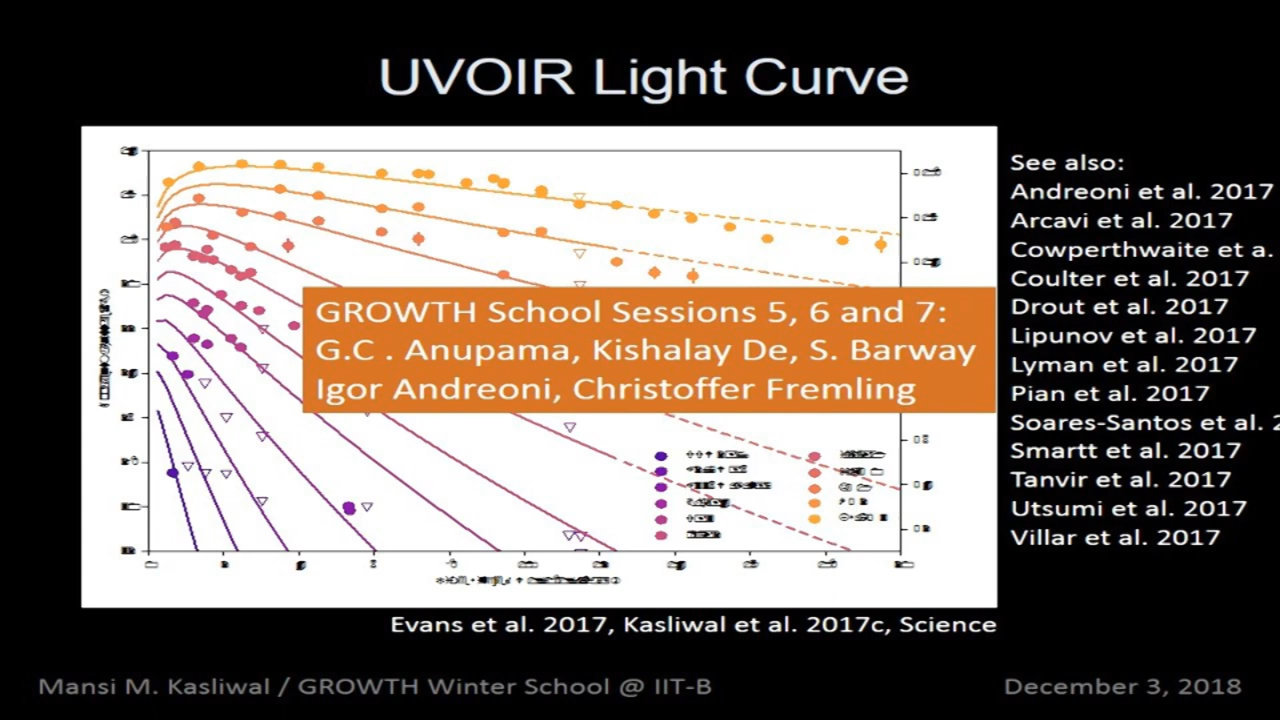 UVOIR Light Curve
See also:
Andreoni et al. 2017
Arcavi et al. 2017
Cowperthwaite et a.
Coulter et al. 2017
Drout et al. 2017
Lipunov et al. 2017
Lyman et al. 2017
Pian et al. 2017
Soares-Santos et al. 2
Smartt et al. 2017
Tanvir et al. 2017
Utsumi et al. 2017
Villar et al. 2017
GROWTH School Sessions 5, 6 and 7:
G.C . Anupama, Kishalay De, S. Barway
Igor Andreoni, Christoffer Fremling
Evans et al. 2017, Kasliwal et al. 2017c, Science
Mansi M. Kasliwal / GROWTH Winter School @ IIT-B
December 3, 2018